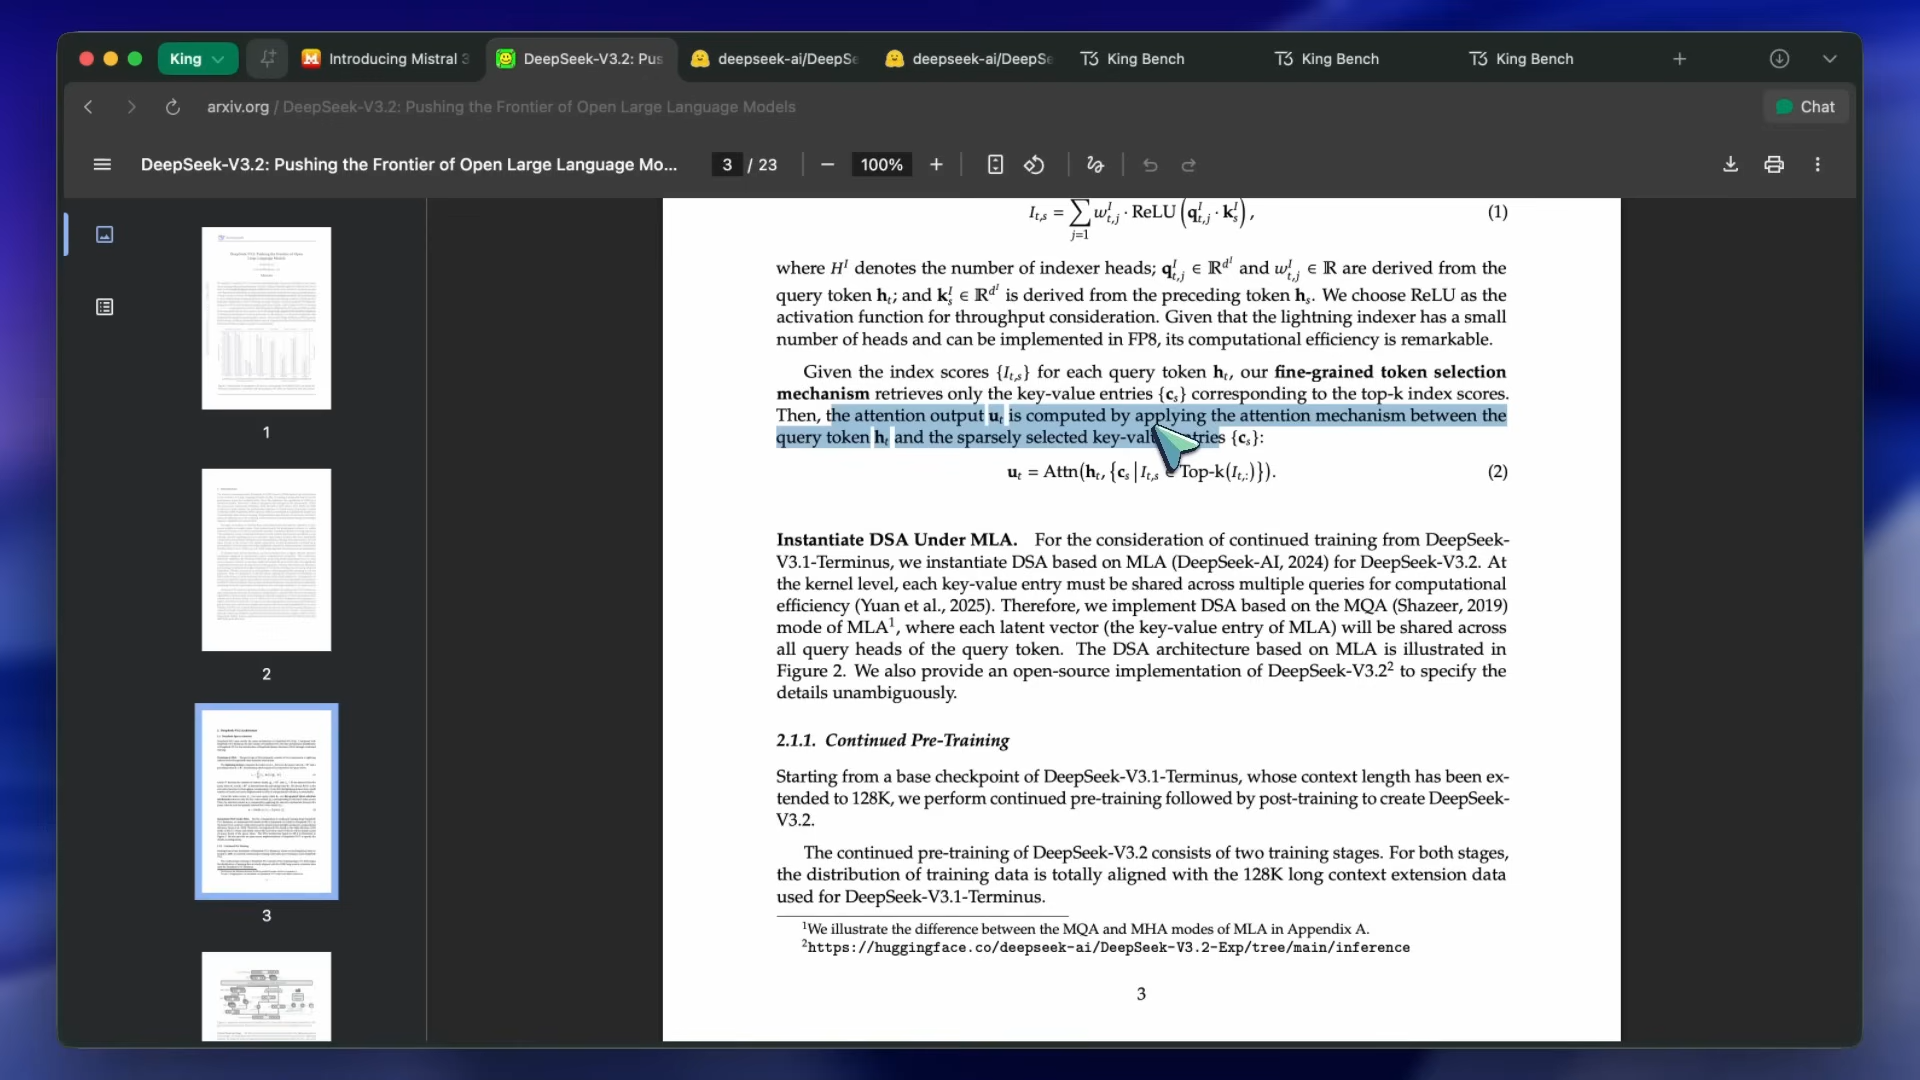 King
Introducing Mistral 3
DeepSeek-V3.2: Pus
deepseek-ai/DeepSe
deepseek-ai/DeepSe
King Bench
King Bench
King Bench
arxiv.org / DeepSeek-V3.2: Pushing the Frontier of Open Large Language Models
Chat
DeepSeek-V3.2: Pushing the Frontier of Open Large Language Mo...
3 / 23
100%
1
2
3
I_{t,s} = ∑_{j=1} w^I_{t,j} · ReLU (q^I_{t,j} · k^I_s), (1)
where H^I denotes the number of indexer heads; q^I_{t,j} ∈ ℝ^{d^I} and w^I_{t,j} ∈ ℝ are derived from the
query token h_t; and k^I_s ∈ ℝ^{d^I} is derived from the preceding token h_s. We choose ReLU as the
activation function for throughput consideration. Given that the lightning indexer has a small
number of heads and can be implemented in FP8, its computational efficiency is remarkable.
Given the index scores {I_{t,s}} for each query token h_t, our fine-grained token selection
mechanism retrieves only the key-value entries {c_s} corresponding to the top-k index scores.
Then, the attention output u_t is computed by applying the attention mechanism between the
query token h_t and the sparsely selected key-value entries {c_s}:
u_t = Attn(h_t, {c_s | I_{t,s} ∈ Top-k(I_{t,:})}). (2)
Instantiate DSA Under MLA. For the consideration of continued training from DeepSeek-
V3.1-Terminus, we instantiate DSA based on MLA (DeepSeek-AI, 2024) for DeepSeek-V3.2. At
the kernel level, each key-value entry must be shared across multiple queries for computational
efficiency (Yuan et al., 2025). Therefore, we implement DSA based on the MQA (Shazeer, 2019)
mode of MLA¹, where each latent vector (the key-value entry of MLA) will be shared across
all query heads of the query token. The DSA architecture based on MLA is illustrated in
Figure 2. We also provide an open-source implementation of DeepSeek-V3.2² to specify the
details unambiguously.
2.1.1. Continued Pre-Training
Starting from a base checkpoint of DeepSeek-V3.1-Terminus, whose context length has been ex-
tended to 128K, we perform continued pre-training followed by post-training to create DeepSeek-
V3.2.
The continued pre-training of DeepSeek-V3.2 consists of two training stages. For both stages,
the distribution of training data is totally aligned with the 128K long context extension data
used for DeepSeek-V3.1-Terminus.
¹We illustrate the difference between the MQA and MHA modes of MLA in Appendix A.
²https://huggingface.co/deepseek-ai/DeepSeek-V3.2-Exp/tree/main/inference
3